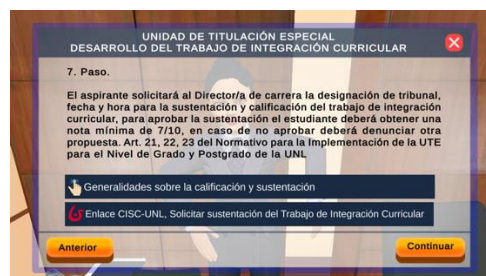 UNIDAD DE TITULACIÓN ESPECIAL
DESARROLLO DEL TRABAJO DE INTEGRACIÓN CURRICULAR
7. Paso.
El aspirante solicitará al Director/a de carrera la designación de tribunal,
fecha y hora para la sustentación y calificación del trabajo de integración
curricular, para aprobar la sustentación el estudiante deberá obtener una
nota mínima de 7/10, en caso de no aprobar deberá denunciar otra
propuesta. Art. 21, 22, 23 del Normativo para la Implementación de la UTE
para el Nivel de Grado y Postgrado de la UNL
Generalidades sobre la calificación y sustentación
Enlace CISC-UNL, Solicitar sustentación del Trabajo de Integración Curricular
Anterior
Continuar